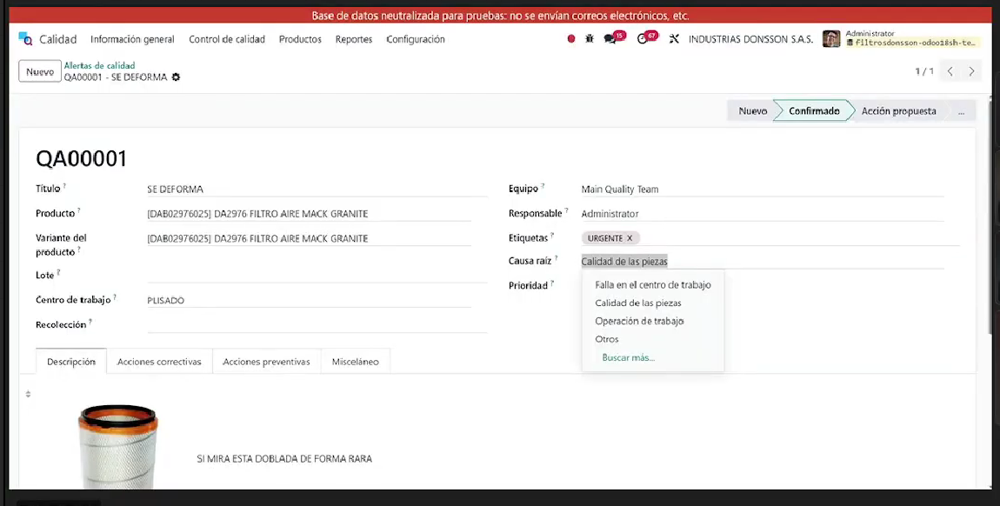 Base de datos neutralizada para pruebas: no se envían correos electrónicos, etc.
Calidad Información general Control de calidad Productos Reportes Configuración 15 67 INDUSTRIAS DONSSON S.A.S. Administrator
filtrosdonsson-odoo18sh-te...
Nuevo Alertas de calidad
QA00001 - SE DEFORMA
1 / 1
Nuevo Confirmado Acción propuesta ...
QA00001
Título ? SE DEFORMA
Producto ? [DAB02976025] DA2976 FILTRO AIRE MACK GRANITE
Variante del producto ? [DAB02976025] DA2976 FILTRO AIRE MACK GRANITE
Lote ?
Centro de trabajo ? PLISADO
Recolección ?
Equipo ? Main Quality Team
Responsable ? Administrator
Etiquetas ? URGENTE X
Causa raíz ? Calidad de las piezas
Prioridad ?
Falla en el centro de trabajo
Calidad de las piezas
Operación de trabajo
Otros
Buscar más...
Descripción Acciones correctivas Acciones preventivas Misceláneo
SI MIRA ESTA DOBLADA DE FORMA RARA